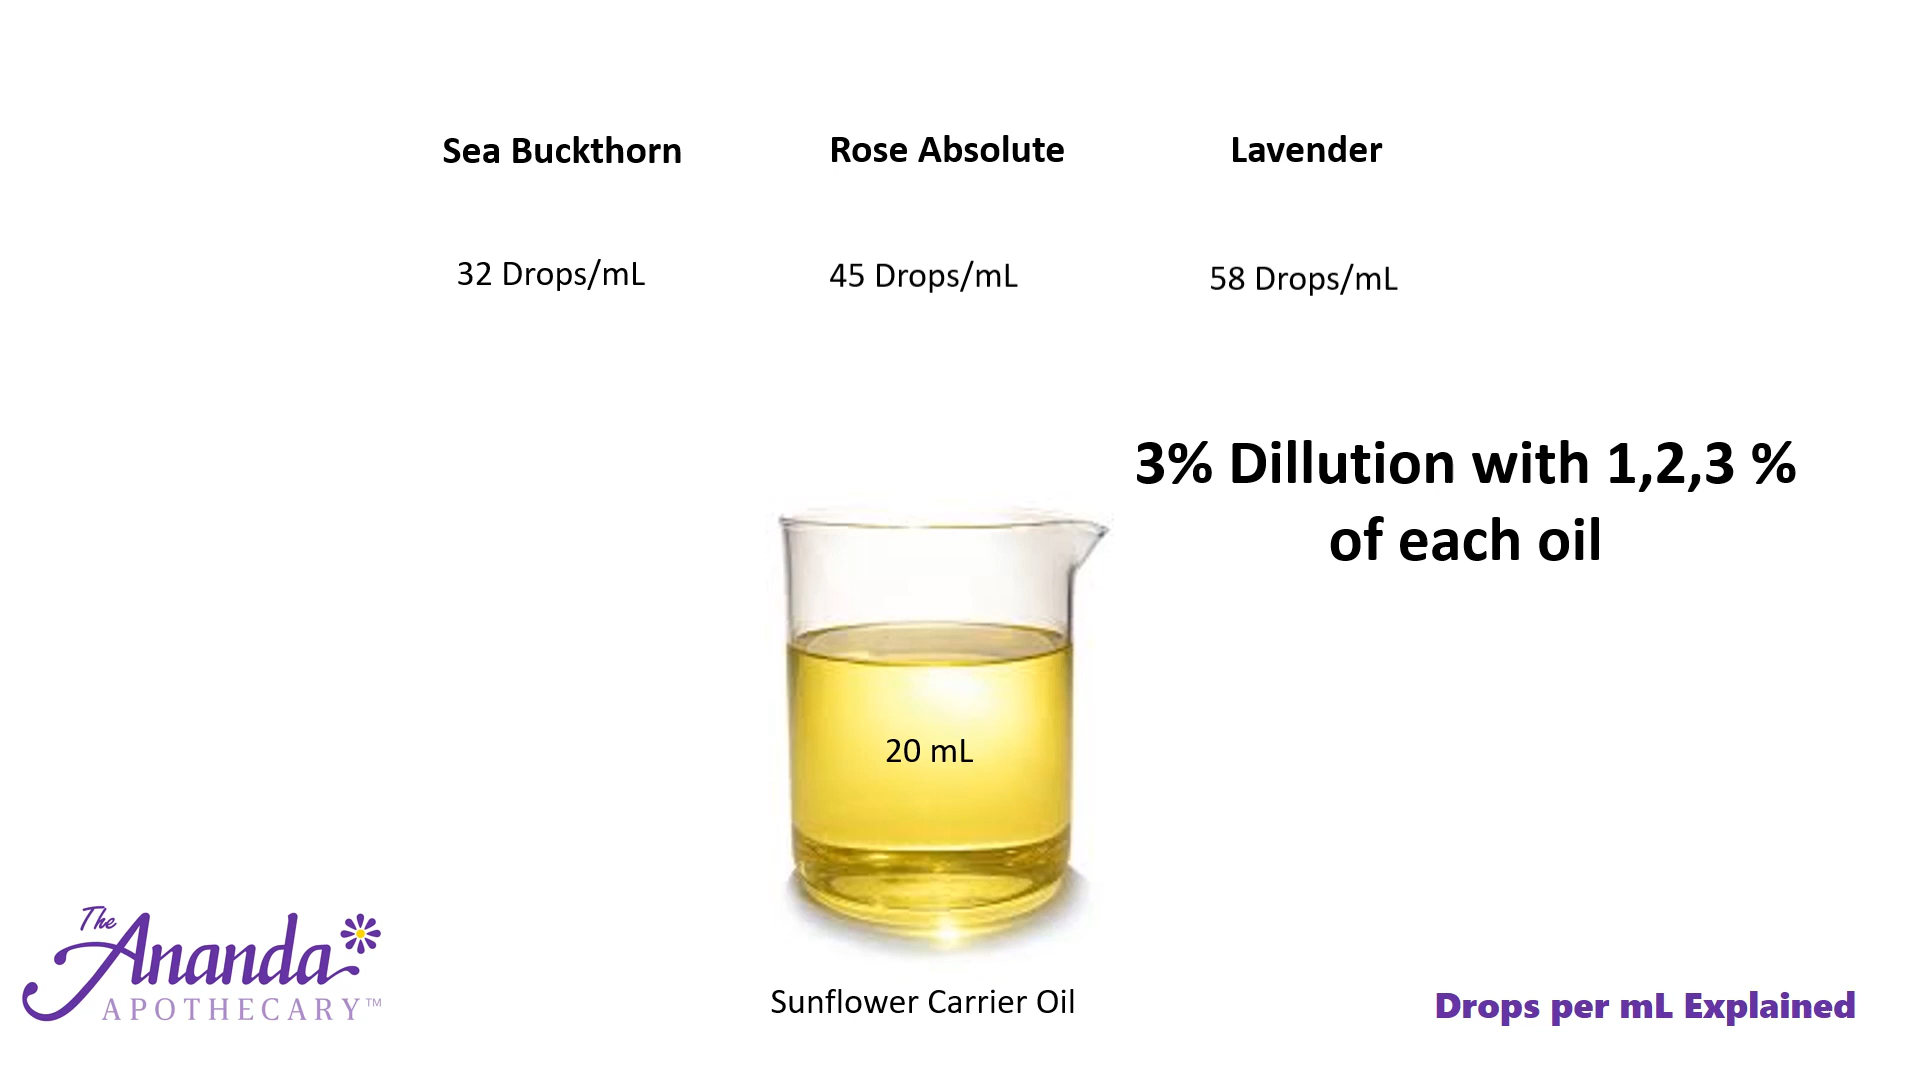 Sea Buckthorn
Rose Absolute
Lavender
32 Drops/mL
45 Drops/mL
58 Drops/mL
3% Dillution with 1,2,3 %
of each oil
20 mL
The
Ananda
APOTHECARY™
Sunflower Carrier Oil
Drops per mL Explained